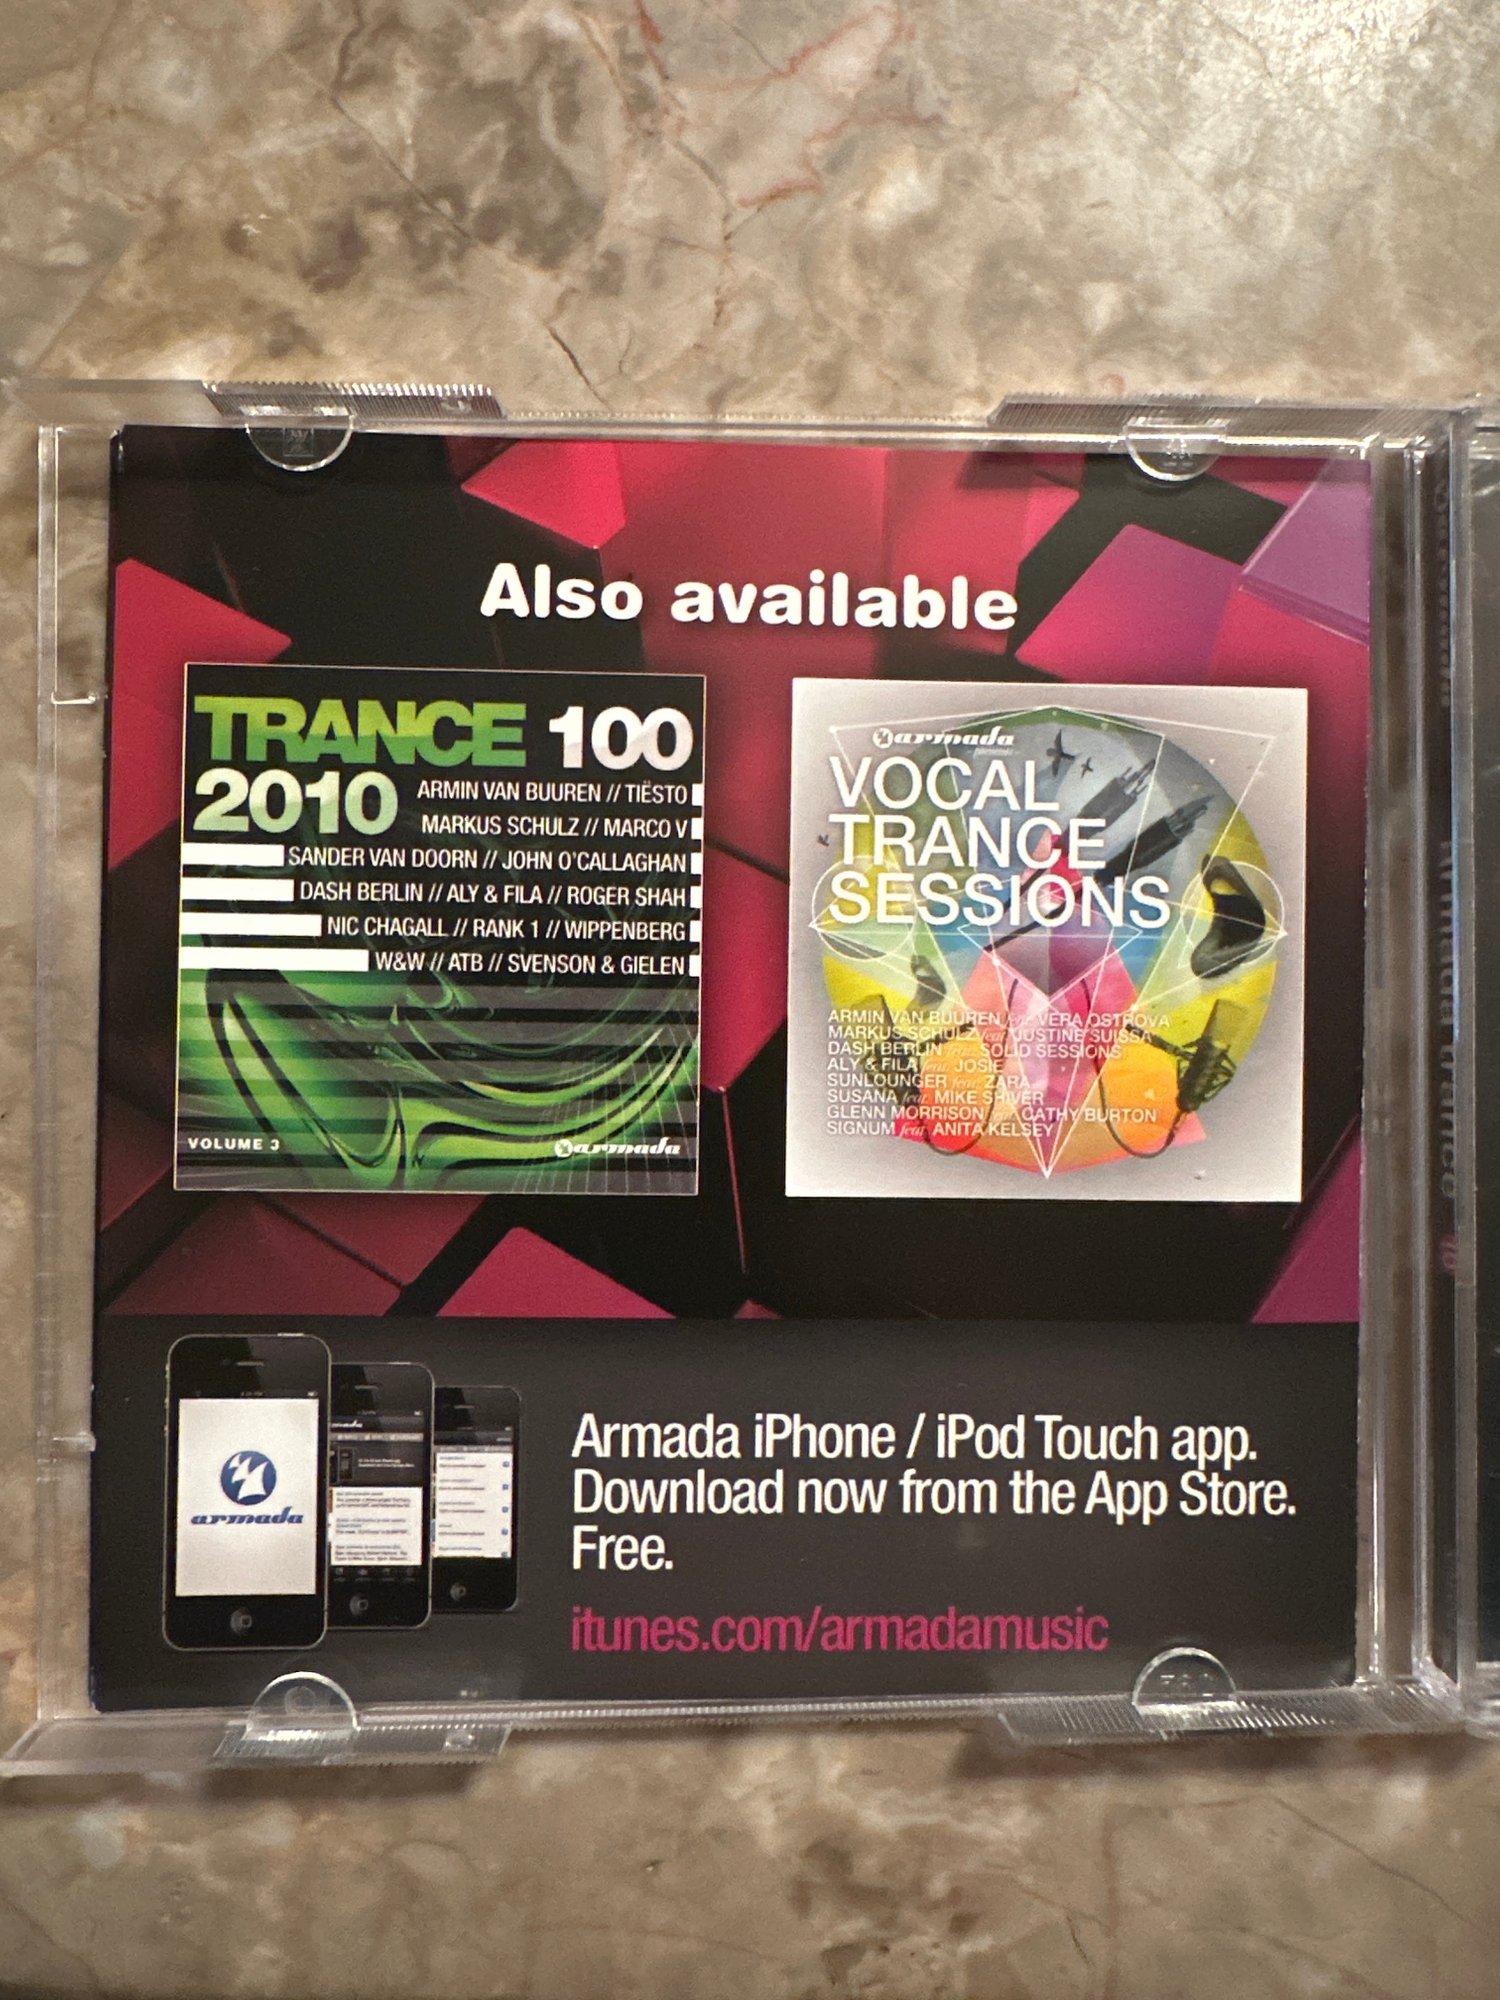 Also available
TRANCE 100
2010
ARMIN VAN BUUREN // TIËSTO
MARKUS SCHULZ // MARCO V
SANDER VAN DOORN // JOHN O'CALLAGHAN
DASH BERLIN // ALY & FILA // ROGER SHAH
NIC CHAGALL // RANK 1 // WIPPENBERG
W&W // ATB // SVENSON & GIELEN
VOLUME 3
armada
armada
presents
VOCAL
TRANCE
SESSIONS
ARMIN VAN BUUREN feat. VERA OSTROVA
MARKUS SCHULZ feat. JUSTINE SUISSA
DASH BERLIN feat. SOLID SESSIONS
ALY & FILA feat. JOSIE
SUNLOUNGER feat. ZARA
SUSANA feat. MIKE SHIVER
GLENN MORRISON feat. CATHY BURTON
SIGNUM feat. ANITA KELSEY
armada
Armada iPhone / iPod Touch app.
Download now from the App Store.
Free.
itunes.com/armadamusic